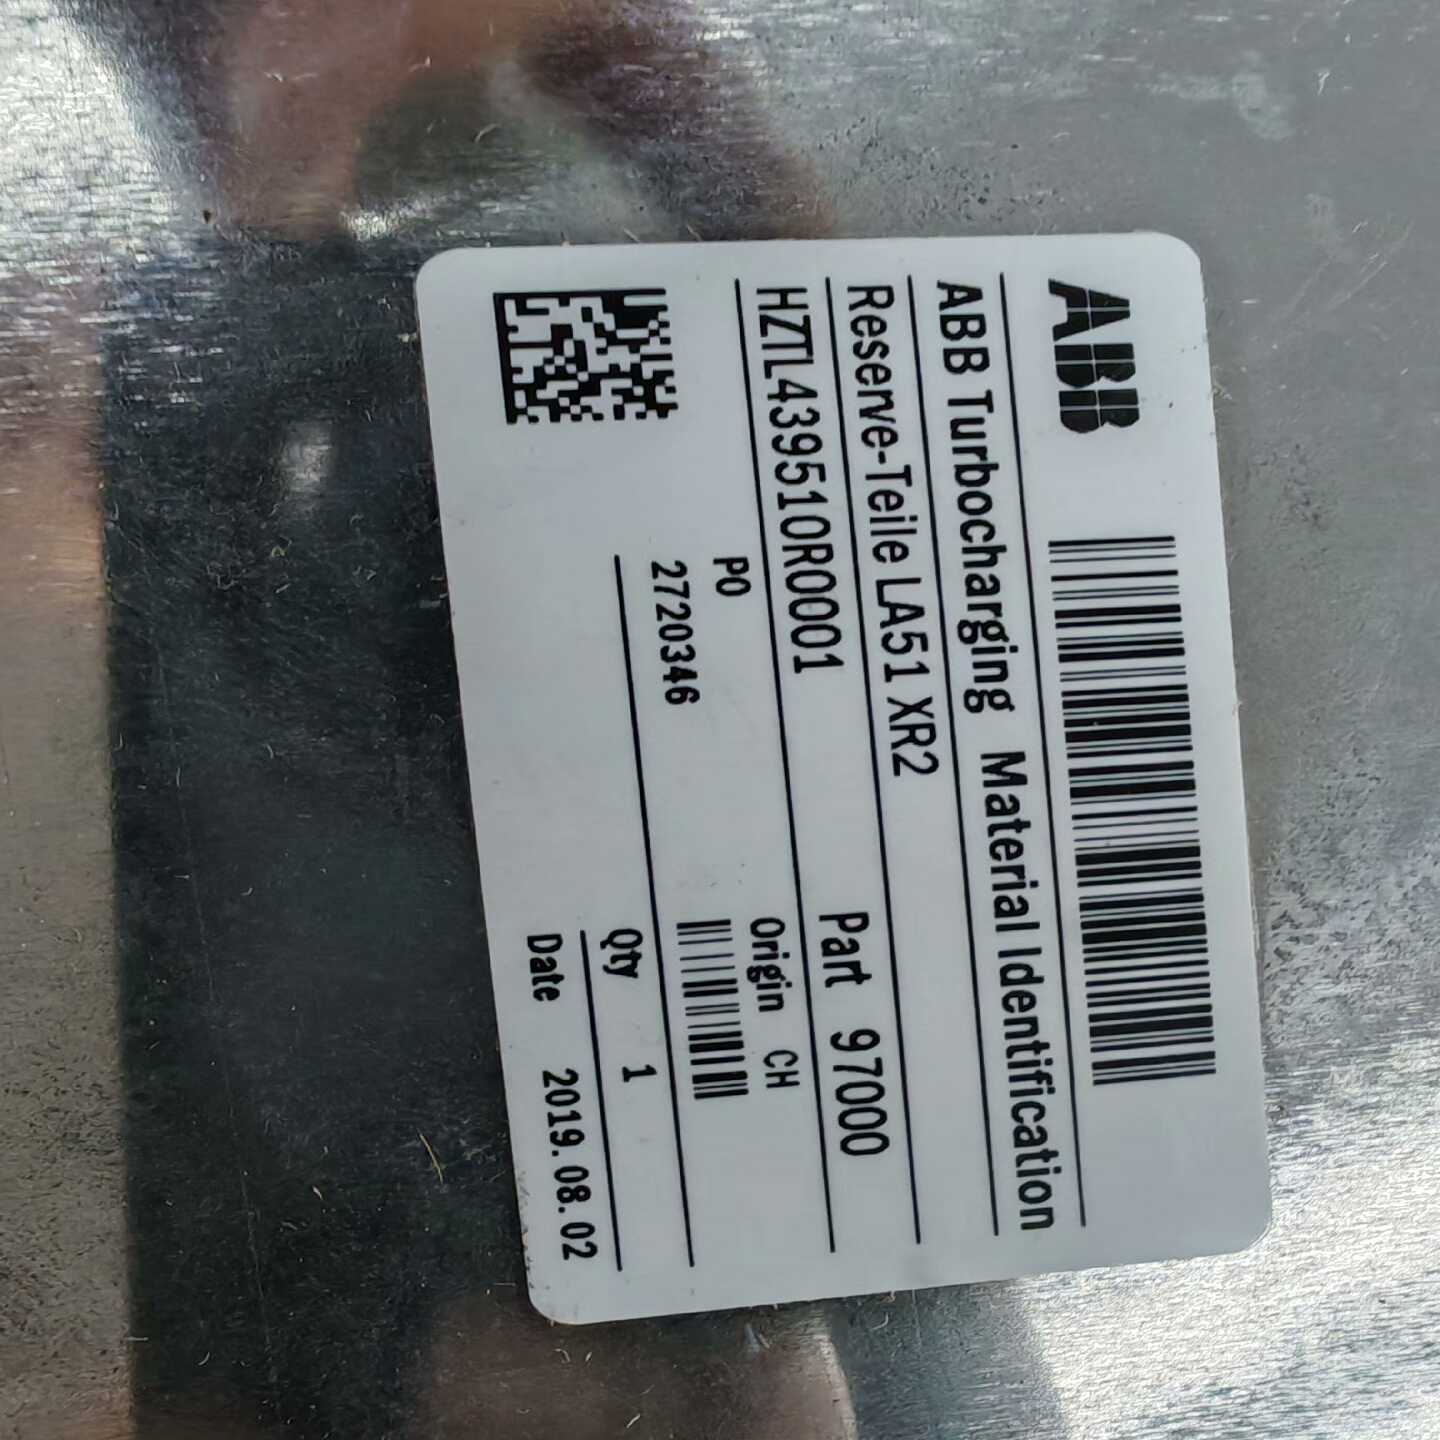 ABB
ABB Turbocharging Material Identification
Reserve-Teile LA51 XR2
HZTL439510R0001 Part 97000
PO Origin CH
2720346
Qty 1
Date 2019.08.02